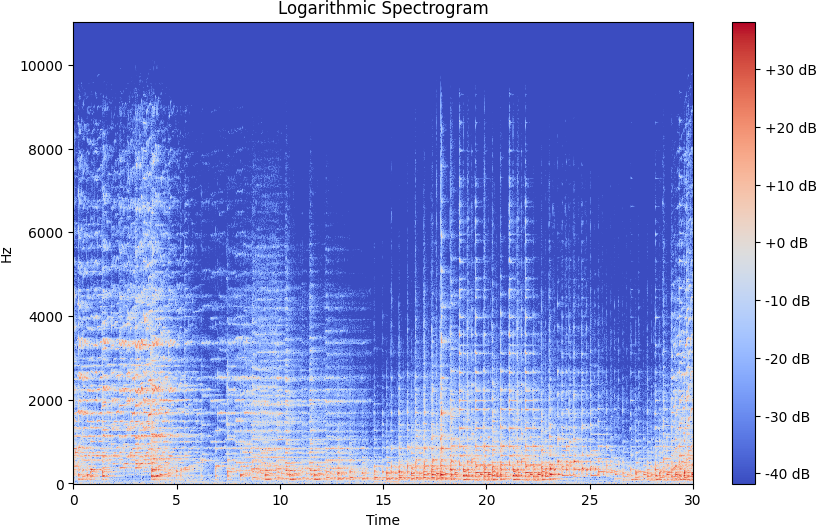 Logarithmic Spectrogram
10000
8000
6000
4000
2000
0
Hz
0 5 10 15 20 25 30
Time
+30 dB
+20 dB
+10 dB
+0 dB
-10 dB
-20 dB
-30 dB
-40 dB